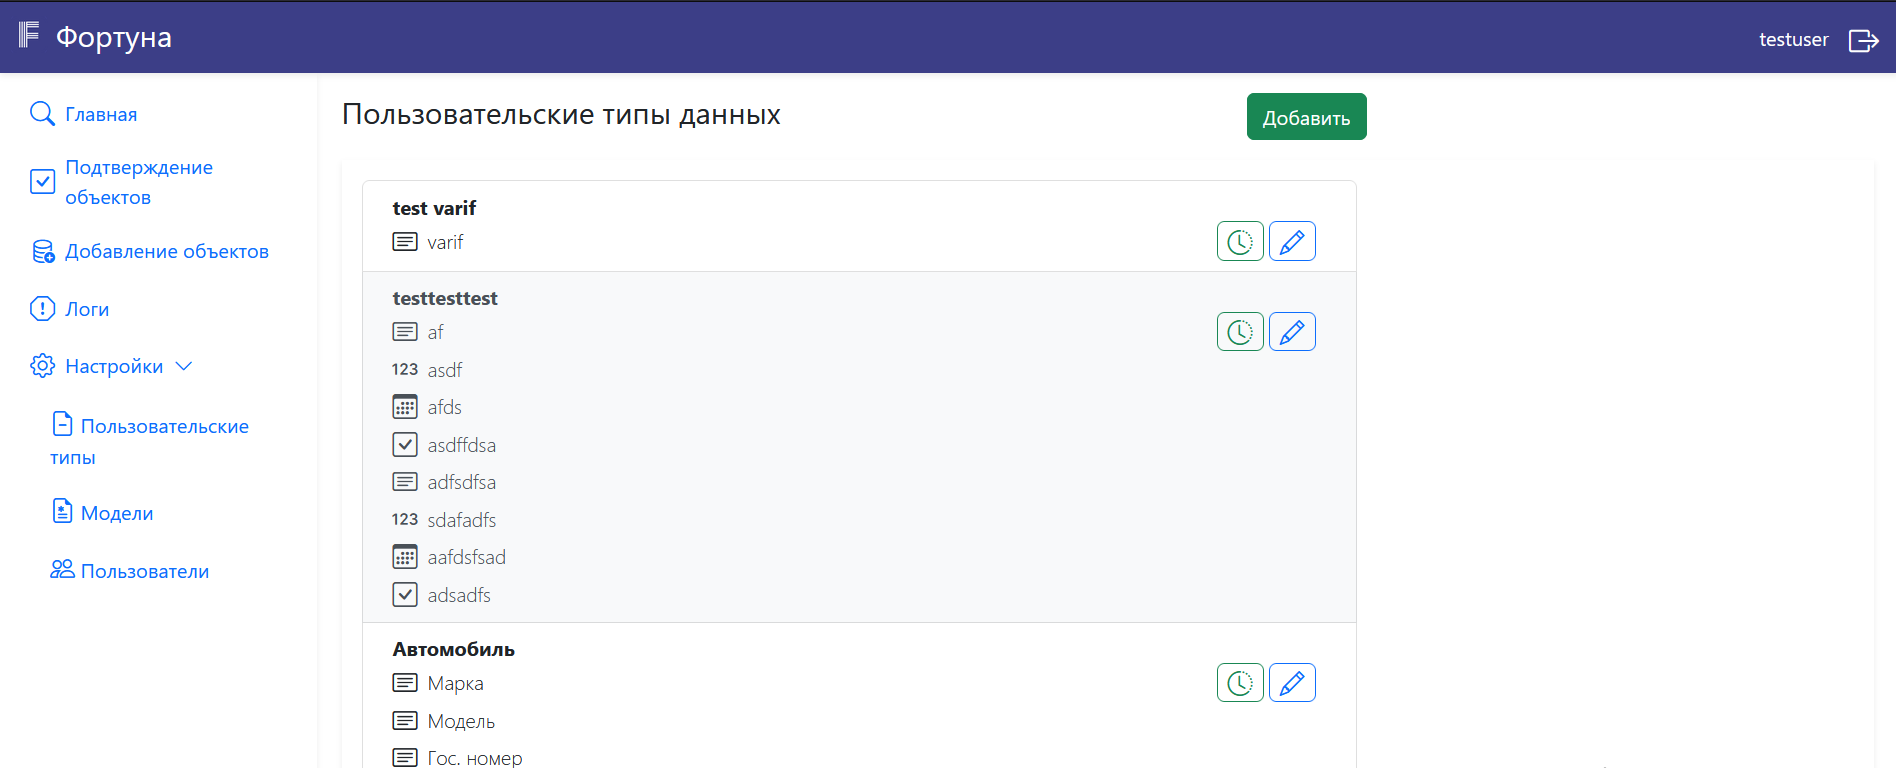 Фортуна
testuser
Главная
Подтверждение
объектов
Добавление объектов
Логи
Настройки
Пользовательские
типы
Модели
Пользователи
Пользовательские типы данных
Добавить
test varif
varif
testtesttest
af
123 asdf
afds
asdffdsa
adfsdfsa
123 sdafadfs
aafdsfsad
adsadfs
Автомобиль
Марка
Модель
Гос. номер